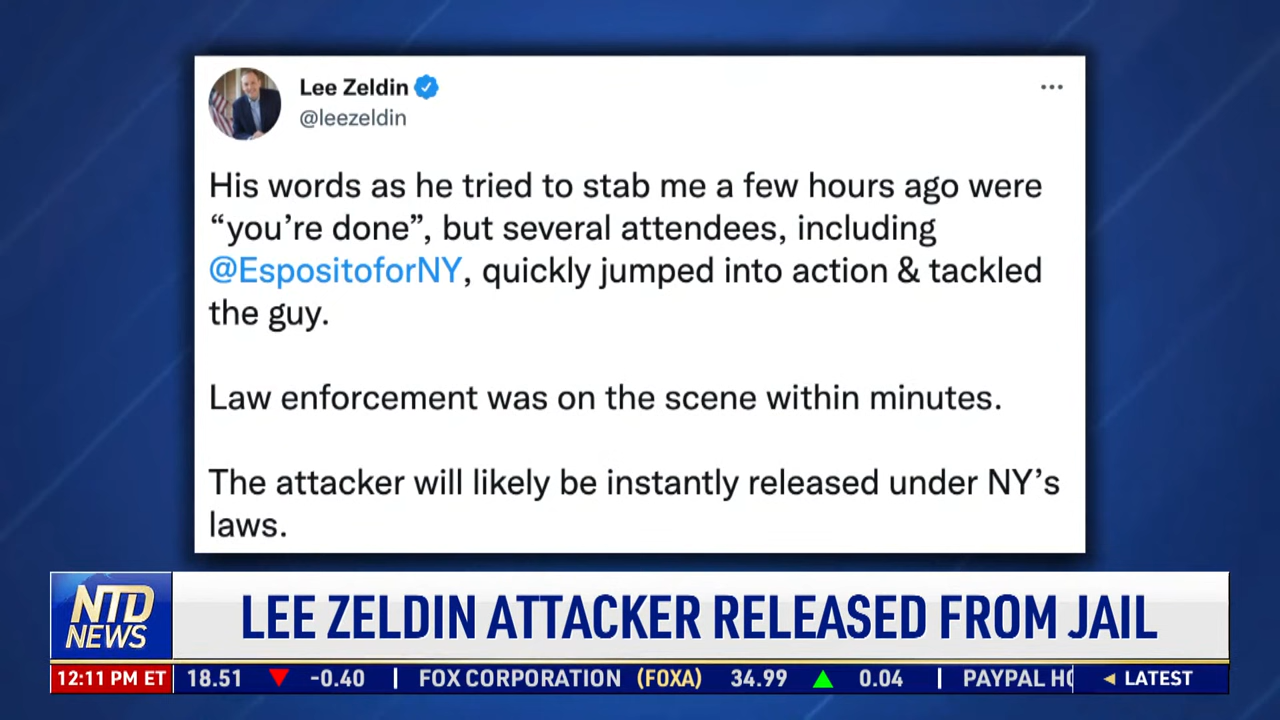 Lee Zeldin
@leezeldin
His words as he tried to stab me a few hours ago were
“you’re done”, but several attendees, including
@EspositoforNY, quickly jumped into action & tackled
the guy.
Law enforcement was on the scene within minutes.
The attacker will likely be instantly released under NY’s
laws.
NTD
NEWS
LEE ZELDIN ATTACKER RELEASED FROM JAIL
12:11 PM ET 18.51 ▼ -0.40 | FOX CORPORATION (FOXA) 34.99 ▲ 0.04 | PAYPAL ◄ LATEST